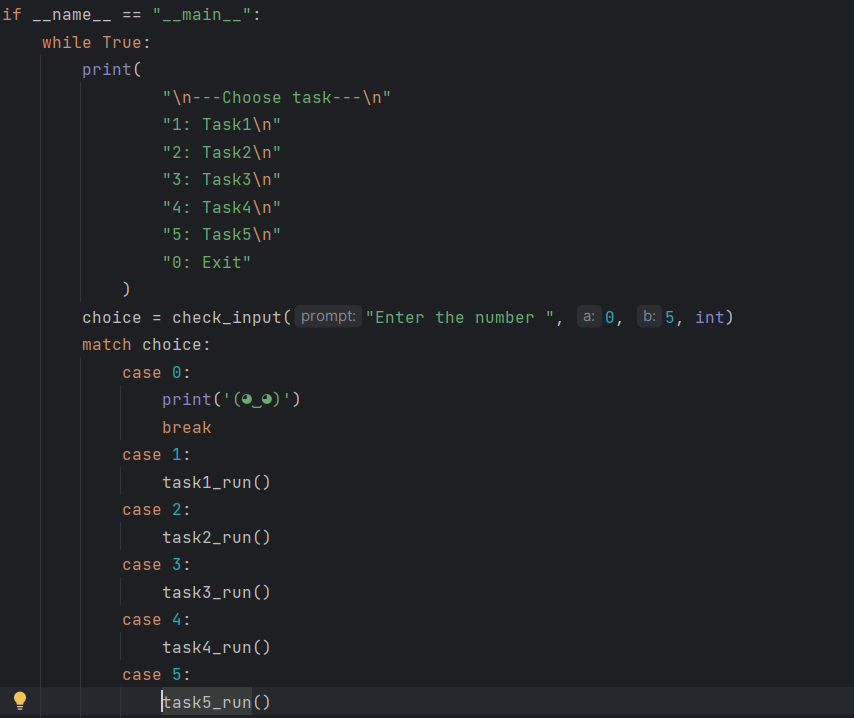 if __name__ == "__main__":
    while True:
        print(
                "\n---Choose task---\n"
                "1: Task1\n"
                "2: Task2\n"
                "3: Task3\n"
                "4: Task4\n"
                "5: Task5\n"
                "0: Exit"
            )
        choice = check_input( prompt: "Enter the number ", a: 0, b: 5, int)
        match choice:
            case 0:
                print('(◕‿◕)')
                break
            case 1:
                task1_run()
            case 2:
                task2_run()
            case 3:
                task3_run()
            case 4:
                task4_run()
            case 5:
                task5_run()